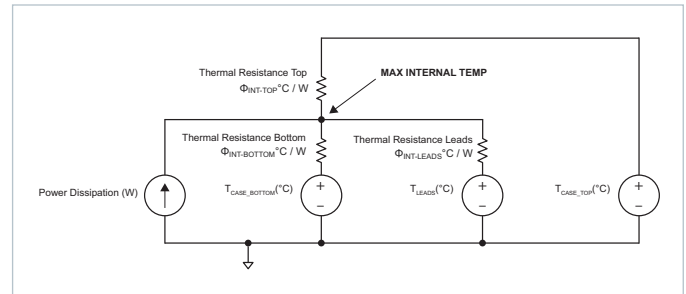 Thermal Resistance Top
ΦINT-TOP°C / W
MAX INTERNAL TEMP
Thermal Resistance Bottom
ΦINT-BOTTOM°C / W
Thermal Resistance Leads
ΦINT-LEADS°C / W
Power Dissipation (W)
TCASE_BOTTOM(°C)
+
–
TLEADS(°C)
+
–
TCASE_TOP(°C)
+
–